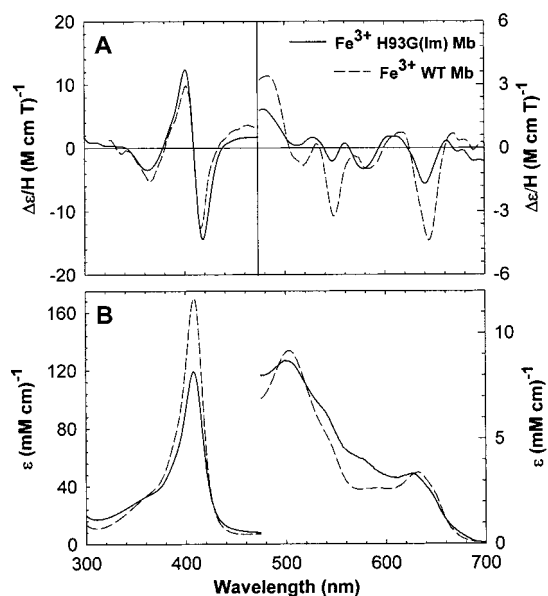 A
Fe3+ H93G(Im) Mb
Fe3+ WT Mb
20
10
0
-10
-20
Δε/H (M cm T)-1
6
3
0
-3
-6
Δε/H (M cm T)-1
B
160
120
80
40
0
ε (mM cm)-1
10
5
0
ε (mM cm)-1
300 400 500 600 700
Wavelength (nm)